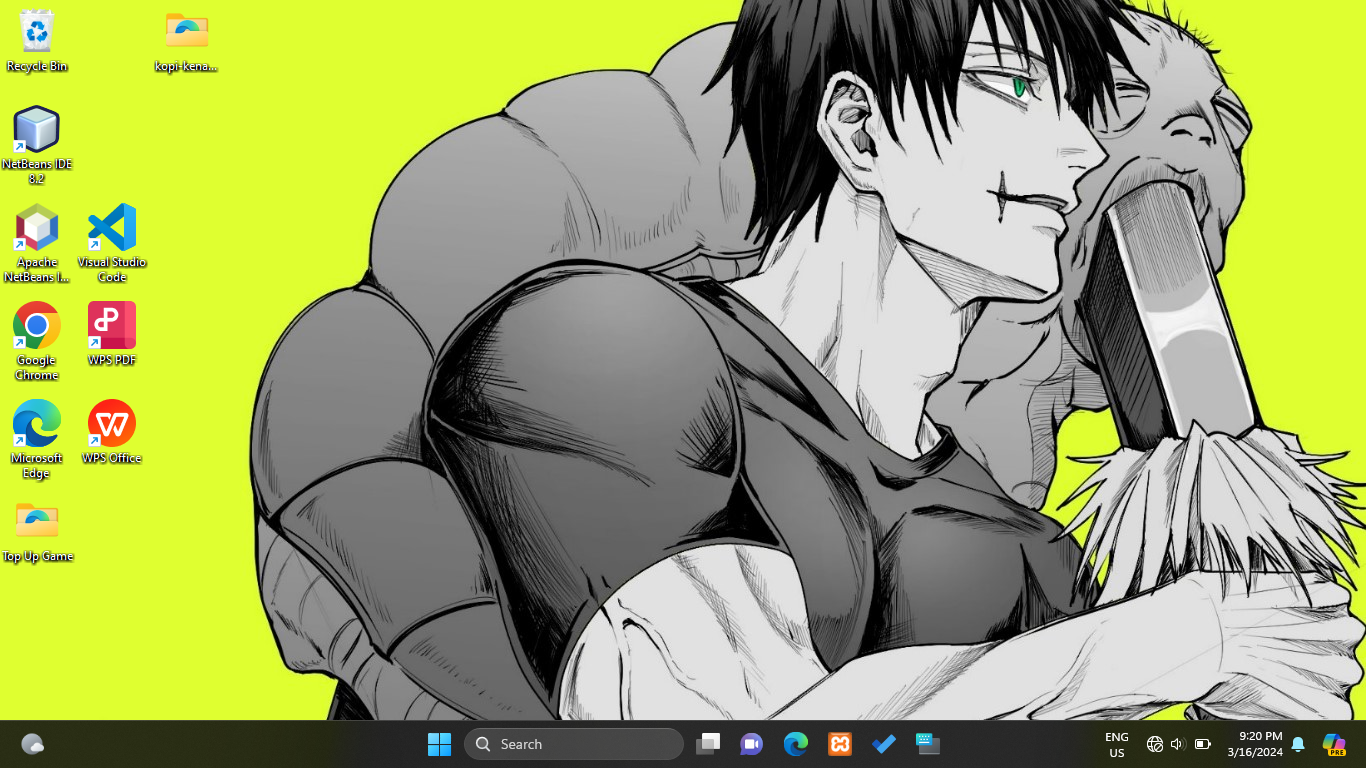 Recycle Bin
kopi-kena...
NetBeans IDE
8.2
Apache
NetBeans I...
Visual Studio
Code
Google
Chrome
WPS PDF
Microsoft
Edge
WPS Office
Top Up Game
Search
ENG
US
9:20 PM
3/16/2024
PRE